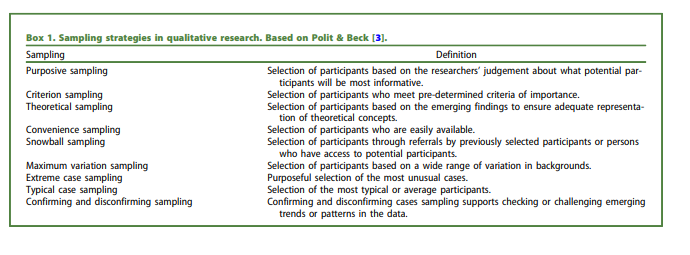 Box 1. Sampling strategies in qualitative research. Based on Polit & Beck [3].
Sampling Definition
Purposive sampling Selection of participants based on the researchers' judgement about what potential par-
ticipants will be most informative.
Criterion sampling Selection of participants who meet pre-determined criteria of importance.
Theoretical sampling Selection of participants based on the emerging findings to ensure adequate representa-
tion of theoretical concepts.
Convenience sampling Selection of participants who are easily available.
Snowball sampling Selection of participants through referrals by previously selected participants or persons
who have access to potential participants.
Maximum variation sampling Selection of participants based on a wide range of variation in backgrounds.
Extreme case sampling Purposeful selection of the most unusual cases.
Typical case sampling Selection of the most typical or average participants.
Confirming and disconfirming sampling Confirming and disconfirming cases sampling supports checking or challenging emerging
trends or patterns in the data.